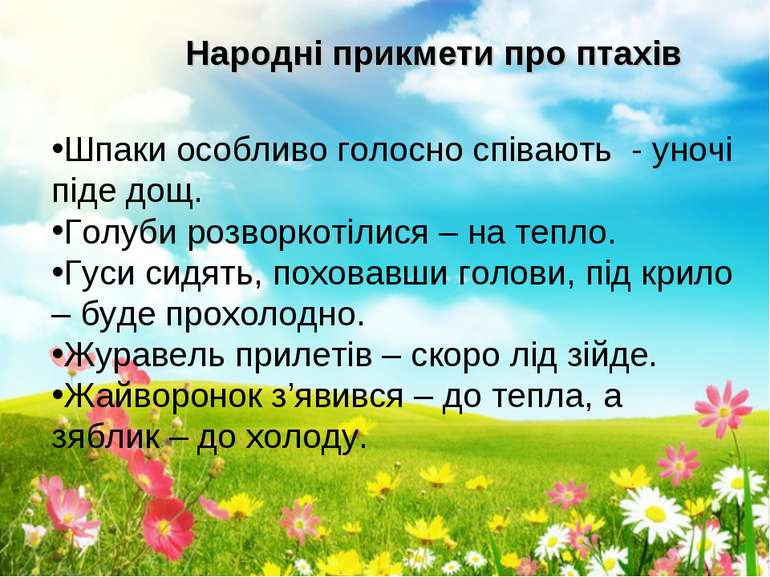 Народні прикмети про птахів
•Шпаки особливо голосно співають  - уночі
піде дощ.
•Голуби розворкотілися – на тепло.
•Гуси сидять, поховавши голови, під крило
– буде прохолодно.
•Журавель прилетів – скоро лід зійде.
•Жайворонок з’явився – до тепла, а
зяблик – до холоду.